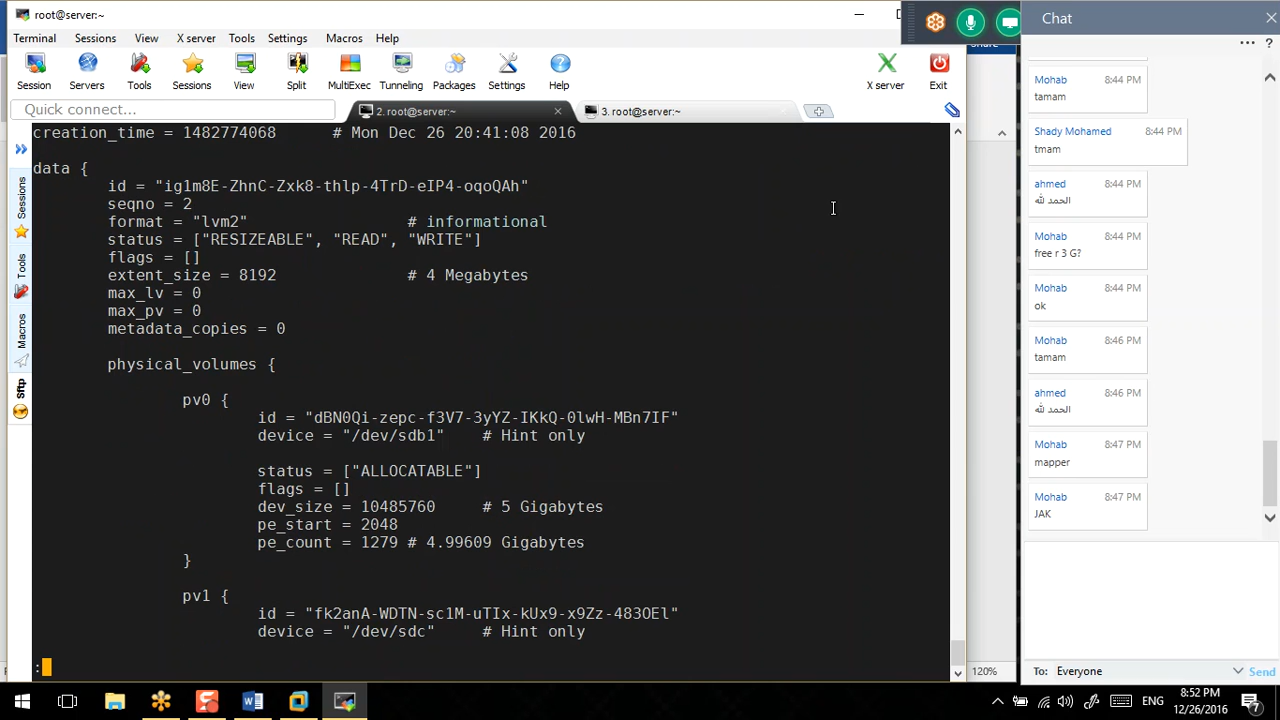 root@server:~
Terminal Sessions View X server Tools Settings Macros Help
Session Servers Tools Sessions View Split MultiExec Tunneling Packages Settings Help X server Exit
Quick connect...
2. root@server:~
3. root@server:~
Sessions
Tools
Macros
Sftp
creation_time = 1482774068 # Mon Dec 26 20:41:08 2016
data {
id = "ig1m8E-ZhnC-Zxk8-thlp-4TrD-eIP4-oqoQAh"
seqno = 2
format = "lvm2" # informational
status = ["RESIZEABLE", "READ", "WRITE"]
flags = []
extent_size = 8192 # 4 Megabytes
max_lv = 0
max_pv = 0
metadata_copies = 0
physical_volumes {
pv0 {
id = "dBN0Qi-zepc-f3V7-3yYZ-IKkQ-0lwH-MBn7IF"
device = "/dev/sdb1" # Hint only
status = ["ALLOCATABLE"]
flags = []
dev_size = 10485760 # 5 Gigabytes
pe_start = 2048
pe_count = 1279 # 4.99609 Gigabytes
}
pv1 {
id = "fk2anA-WDTN-sc1M-uTIx-kUx9-x9Zz-483OEl"
device = "/dev/sdc" # Hint only
:
Share
120%
Chat
... ?
Mohab 8:44 PM
tamam
Shady Mohamed 8:44 PM
tmam
ahmed 8:44 PM
الحمد لله
Mohab 8:44 PM
free r 3 G?
Mohab 8:44 PM
ok
Mohab 8:46 PM
tamam
ahmed 8:46 PM
الحمد لله
Mohab 8:47 PM
mapper
Mohab 8:47 PM
JAK
To: Everyone Send
ENG
8:52 PM
12/26/2016
7